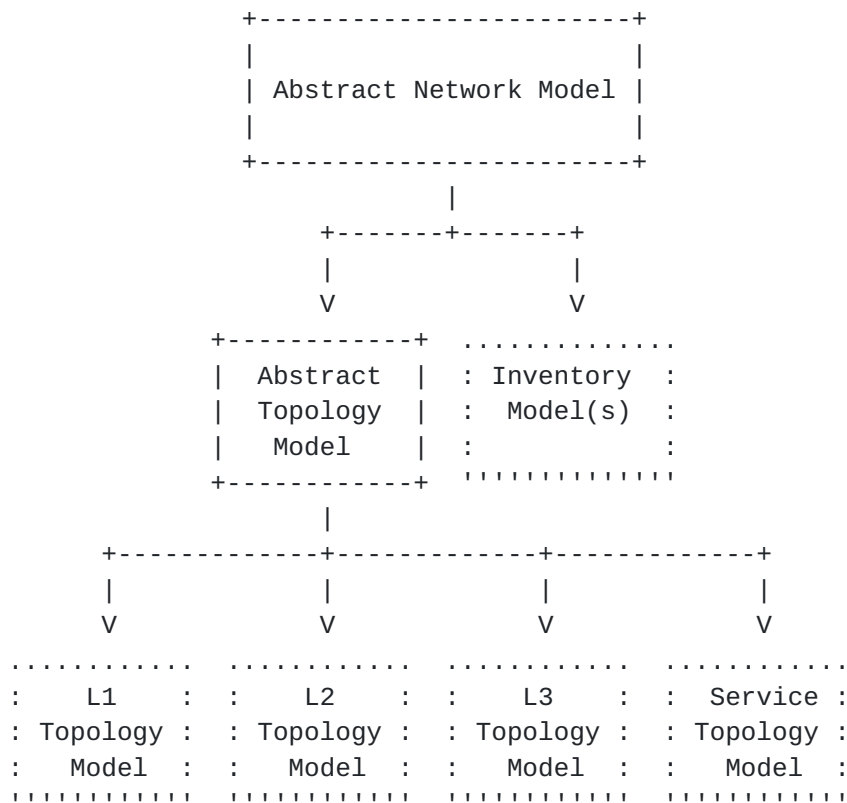 Abstract Network Model
Abstract
Topology
Model
Inventory
Model(s)
L1
Topology
Model
L2
Topology
Model
L3
Topology
Model
Service
Topology
Model